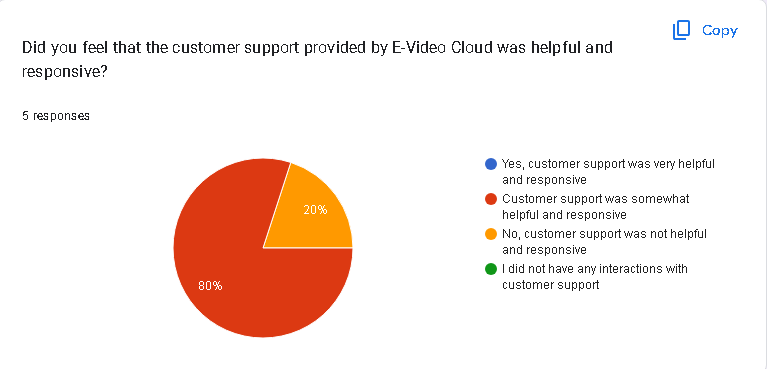 Copy
Did you feel that the customer support provided by E-Video Cloud was helpful and
responsive?
5 responses
20%
80%
Yes, customer support was very helpful
and responsive
Customer support was somewhat
helpful and responsive
No, customer support was not helpful
and responsive
I did not have any interactions with
customer support